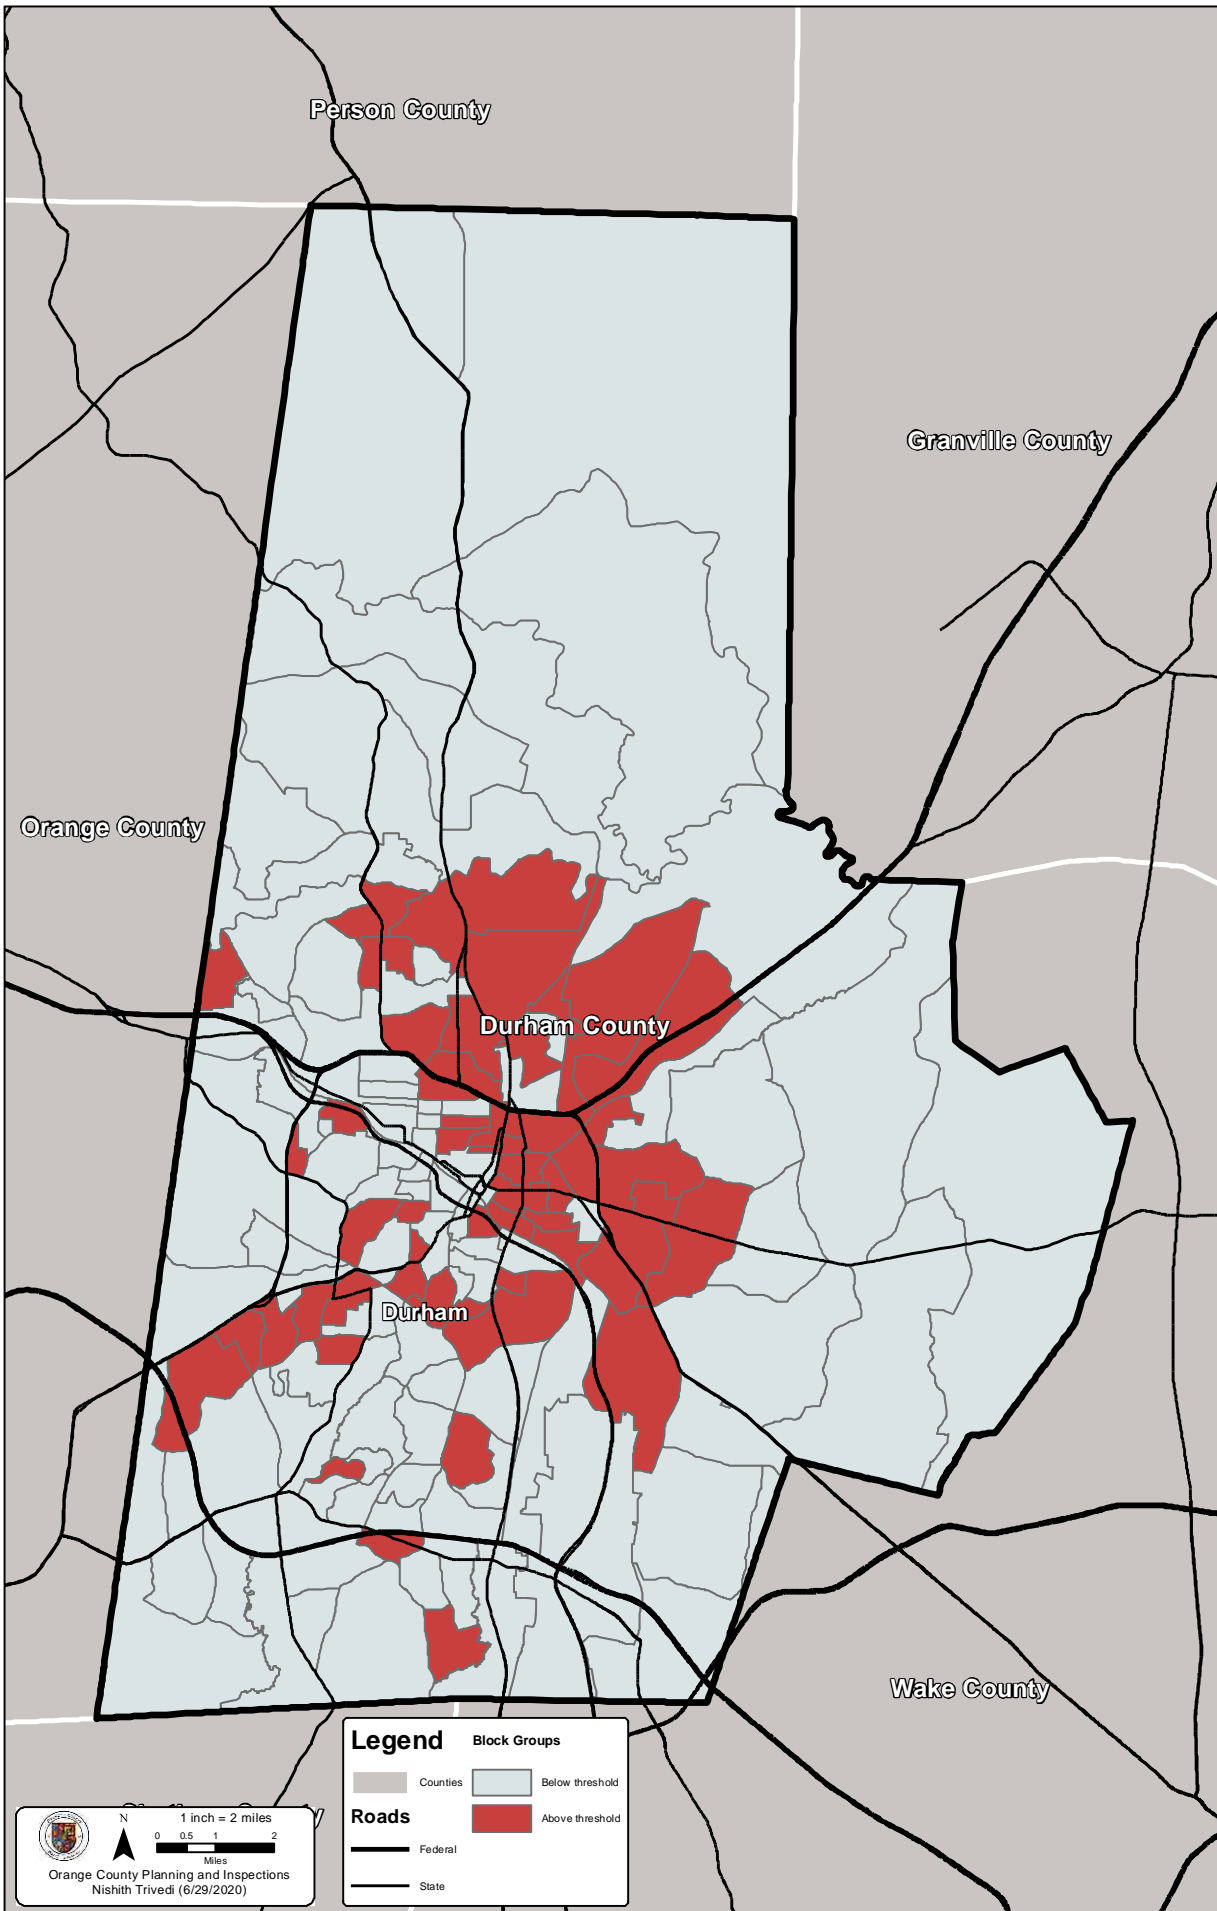 Person County
Granville County
Orange County
Durham County
Durham
Wake County
Legend
Block Groups
Counties
Below threshold
Roads
Above threshold
Federal
State
N
1 inch = 2 miles
0 0.5 1 2
Miles
Orange County Planning and Inspections
Nishith Trivedi (6/29/2020)